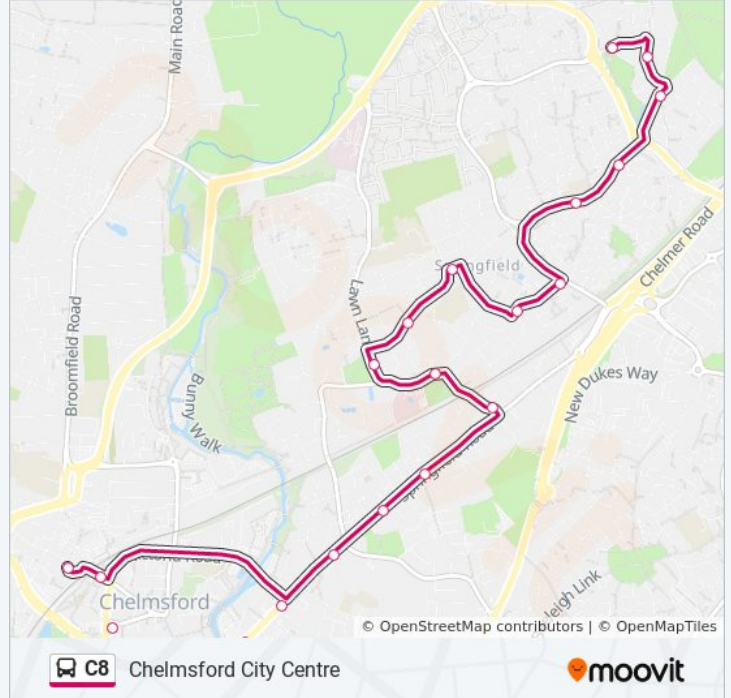 Main Road
Springfield
Chelmer Road
Lawn Lan
Broomfield Road
Bunny Walk
New Dukes Way
Springfield Road
Chelmsford
© OpenStreetMap contributors | © OpenMapTiles
C8 Chelmsford City Centre
moovit